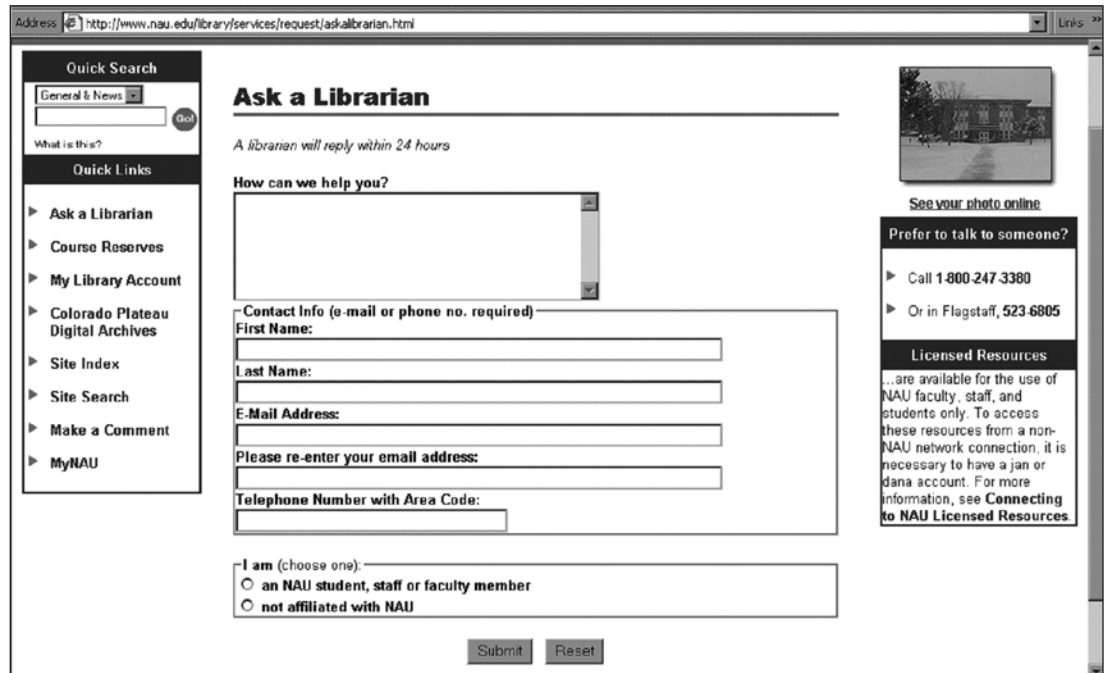 Address http://www.nau.edu/library/services/request/askalibrarian.html Links »
Quick Search
General & News
Go!
What is this?
Quick Links
Ask a Librarian
Course Reserves
My Library Account
Colorado Plateau
Digital Archives
Site Index
Site Search
Make a Comment
MyNAU
Ask a Librarian
A librarian will reply within 24 hours
How can we help you?
Contact Info (e-mail or phone no. required)
First Name:
Last Name:
E-Mail Address:
Please re-enter your email address:
Telephone Number with Area Code:
I am (choose one):
an NAU student, staff or faculty member
not affiliated with NAU
Submit Reset
See your photo online
Prefer to talk to someone?
Call 1-800-247-3380
Or in Flagstaff, 523-6805
Licensed Resources
...are available for the use of
NAU faculty, staff, and
students only. To access
these resources from a non-
NAU network connection, it is
necessary to have a jan or
dana account. For more
information, see Connecting
to NAU Licensed Resources.